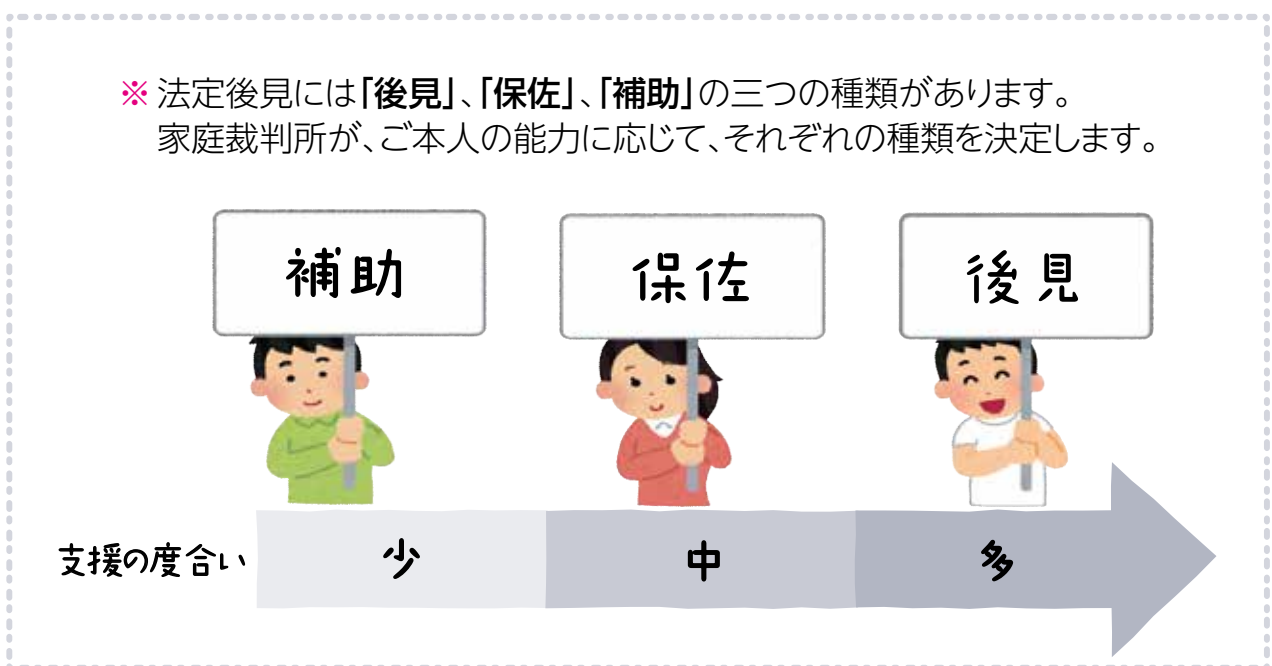 ※ 法定後見には「後見」、「保佐」、「補助」の三つの種類があります。
家庭裁判所が、ご本人の能力に応じて、それぞれの種類を決定します。
補助
保佐
後見
支援の度合い 少 中 多